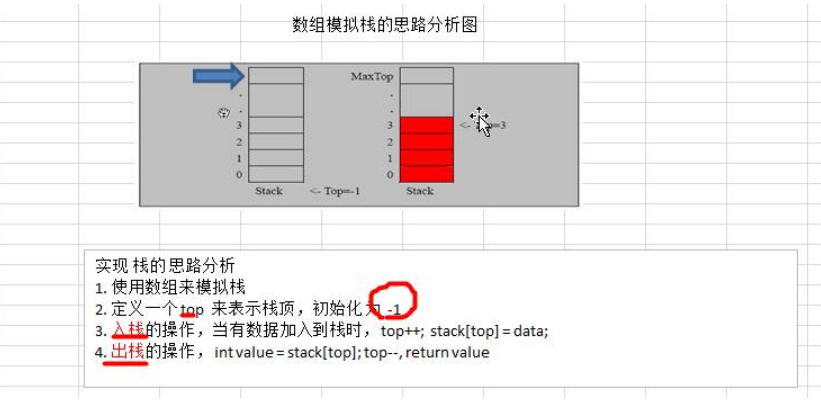 数组模拟栈的思路分析图
MaxTop
.
.
3
2
1
0
Stack
<- Top=-1
.
.
3
2
1
0
Stack
<- Top=3
实现 栈的思路分析
1. 使用数组来模拟栈
2. 定义一个 top 来表示栈顶，初始化 为 -1
3. 入栈的操作，当有数据加入到栈时，top++; stack[top] = data;
4. 出栈的操作， int value = stack[top]; top--, return value